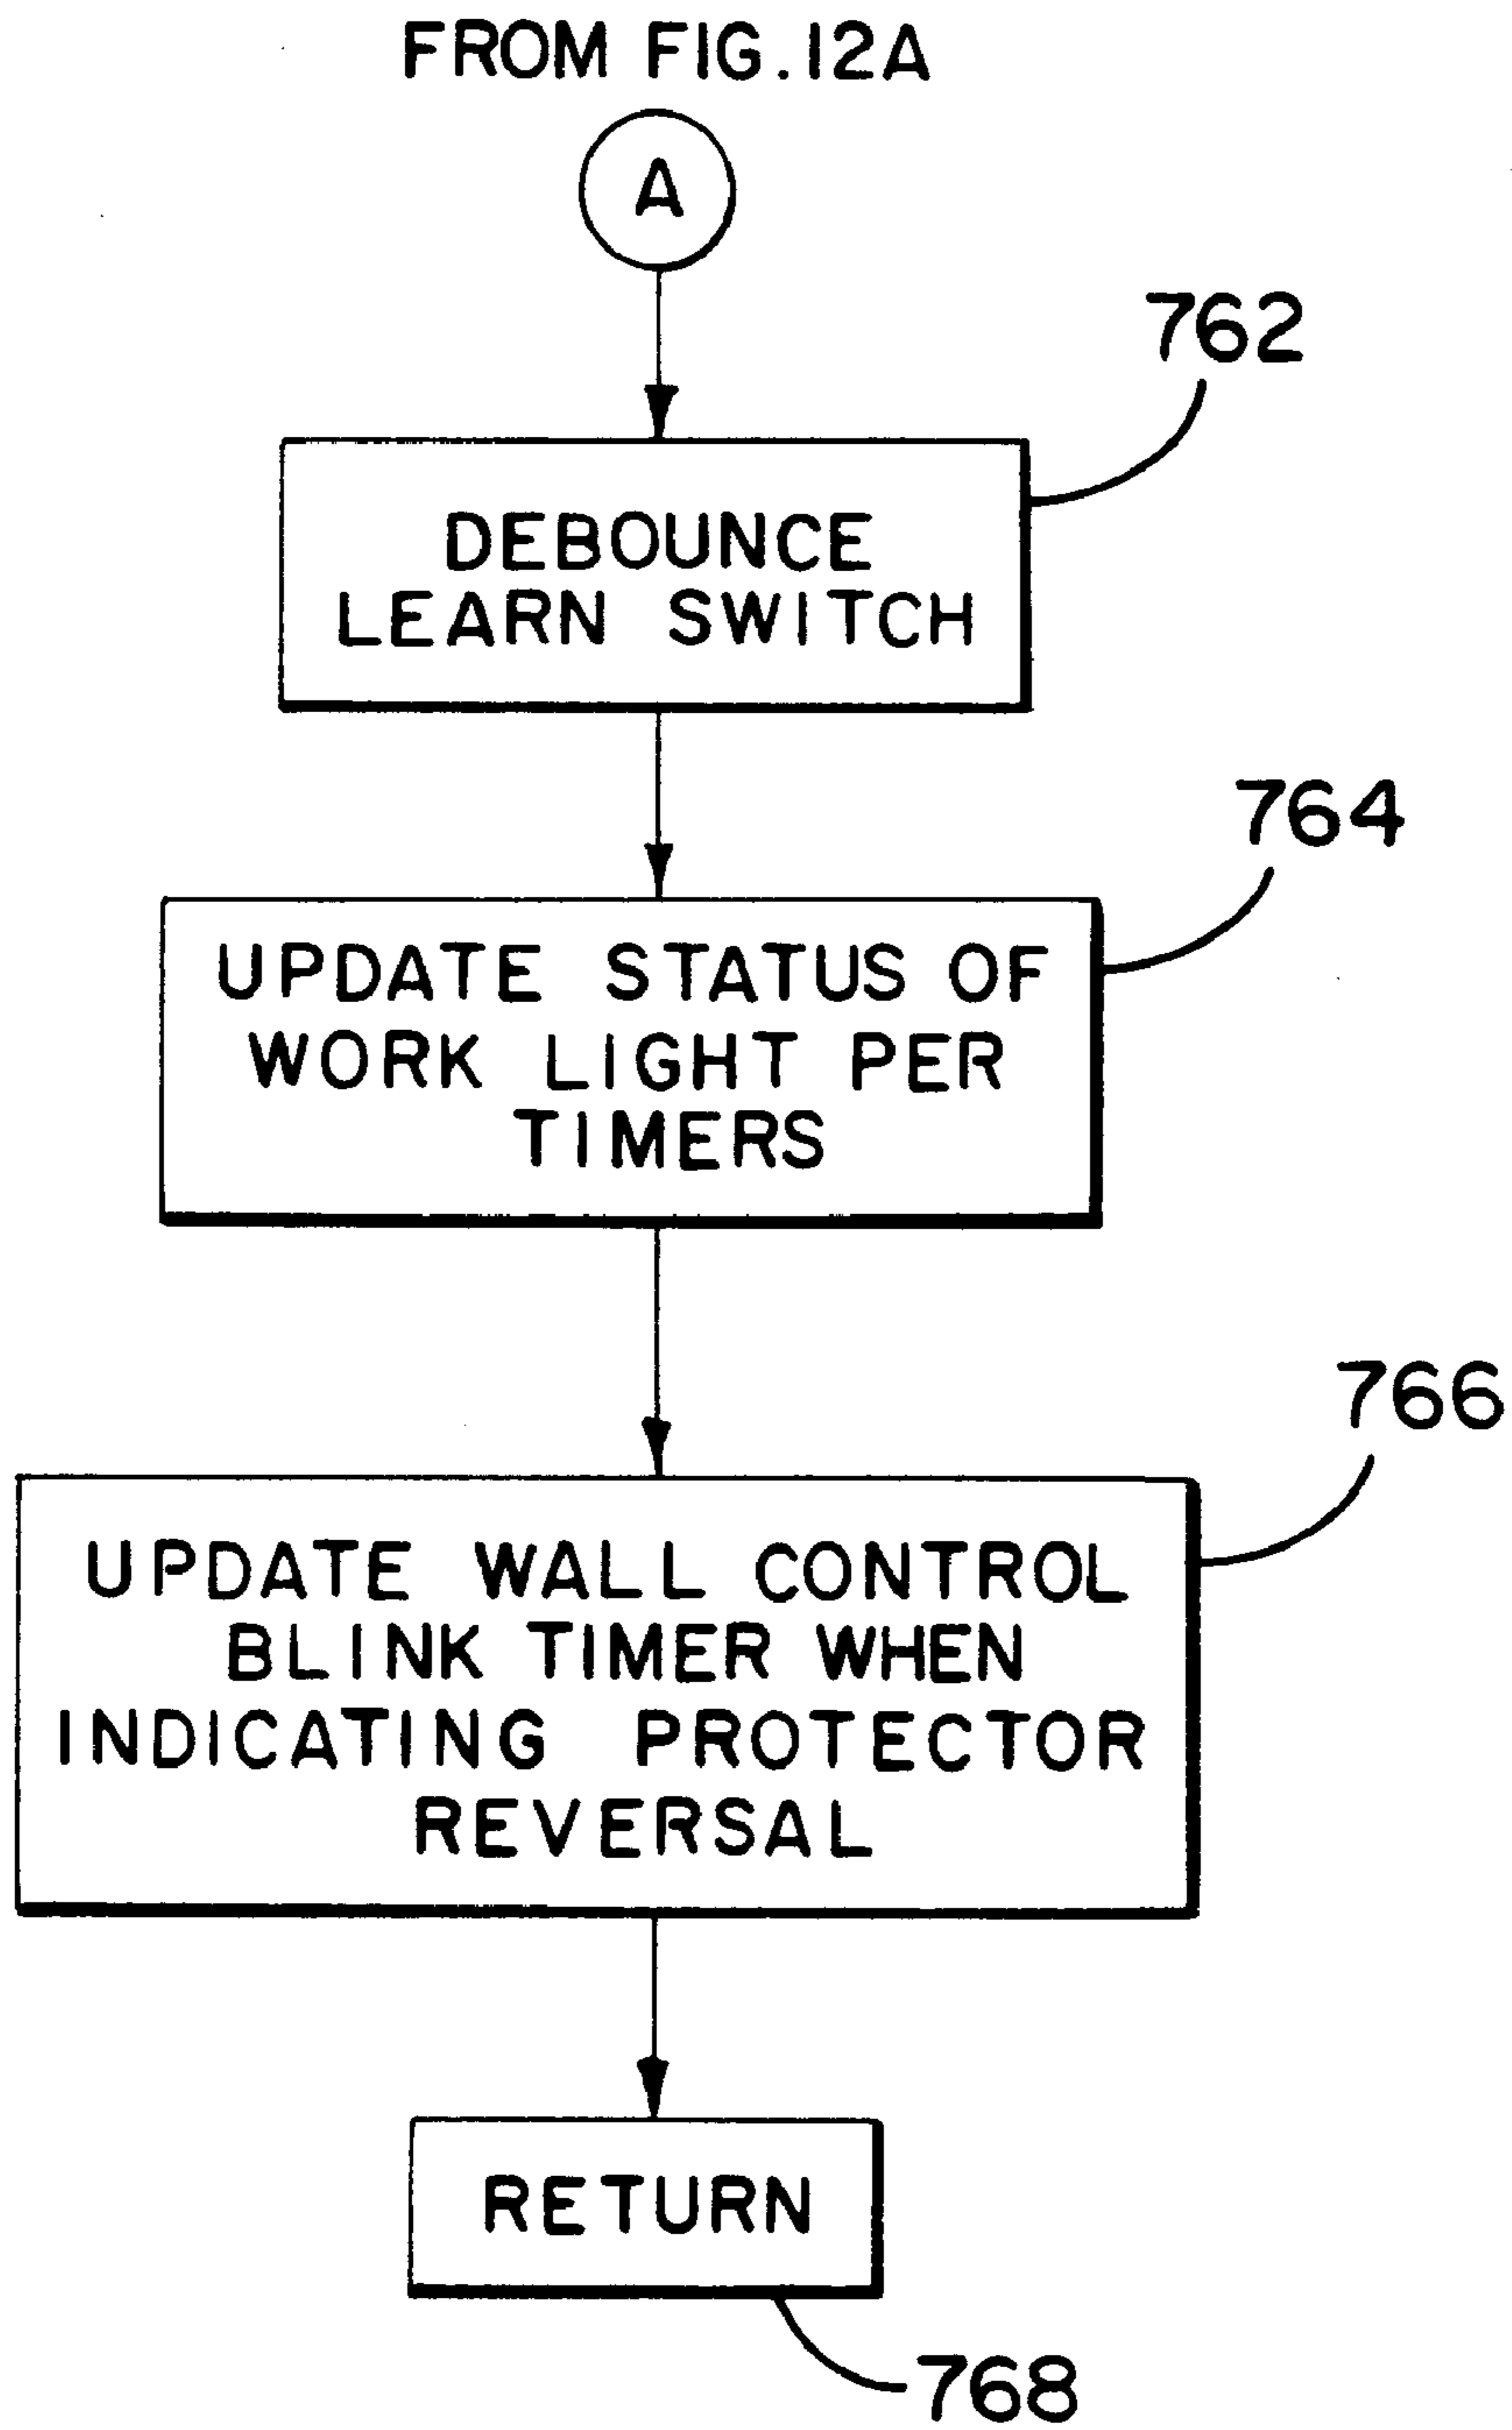 FROM FIG.12A
A
762
DEBOUNCE
LEARN SWITCH
764
UPDATE STATUS OF
WORK LIGHT PER
TIMERS
766
UPDATE WALL CONTROL
BLINK TIMER WHEN
INDICATING PROTECTOR
REVERSAL
RETURN
768